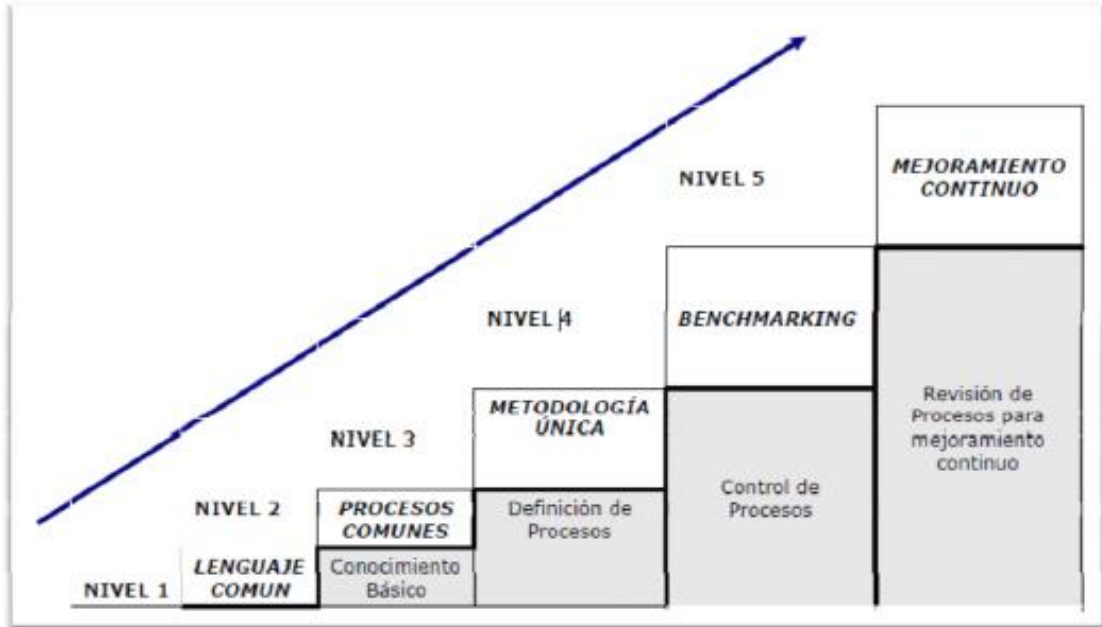 NIVEL 5
MEJORAMIENTO
CONTINUO
NIVEL |4
BENCHMARKING
Revisión de
Procesos para
mejoramiento
continuo
NIVEL 3
METODOLOGÍA
ÚNICA
Control de
Procesos
NIVEL 2
PROCESOS
COMUNES
Definición de
Procesos
NIVEL 1
LENGUAJE
COMUN
Conocimiento
Básico